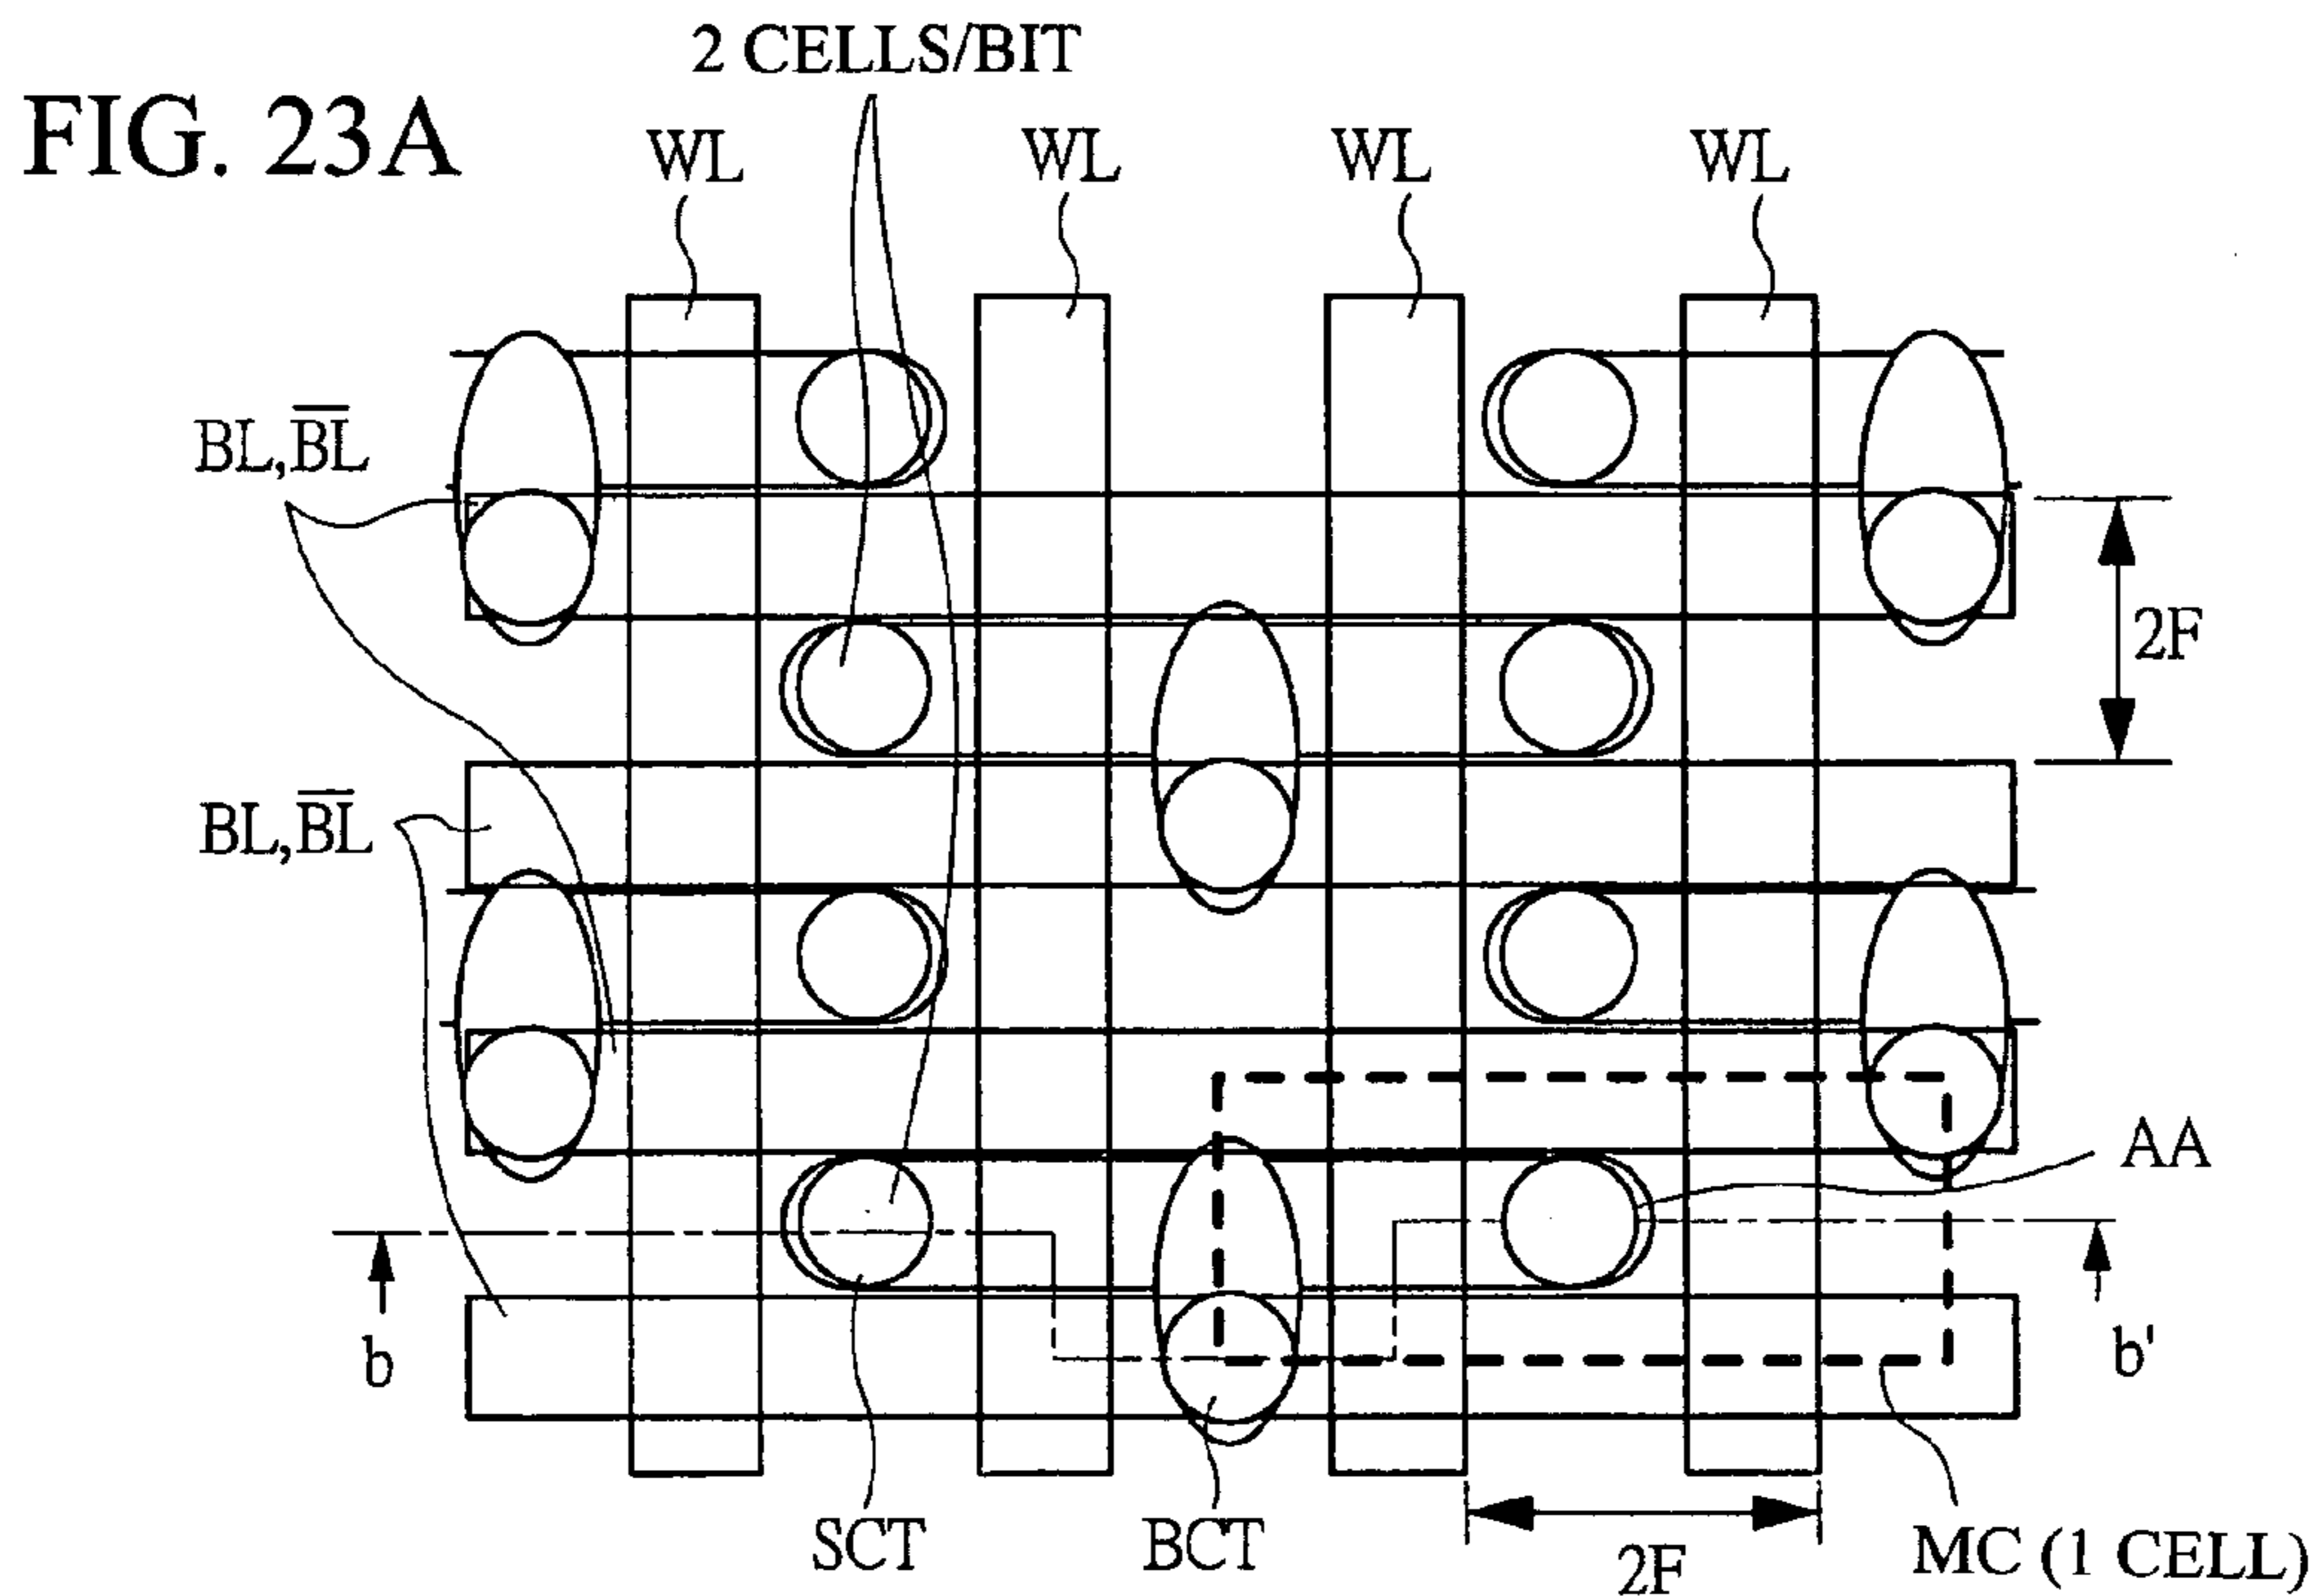 2 CELLS/BIT
FIG. 23A
WL WL WL WL
BL,B̅L̅
2F
BL,B̅L̅
AA
b b'
SCT BCT 2F MC (1 CELL)